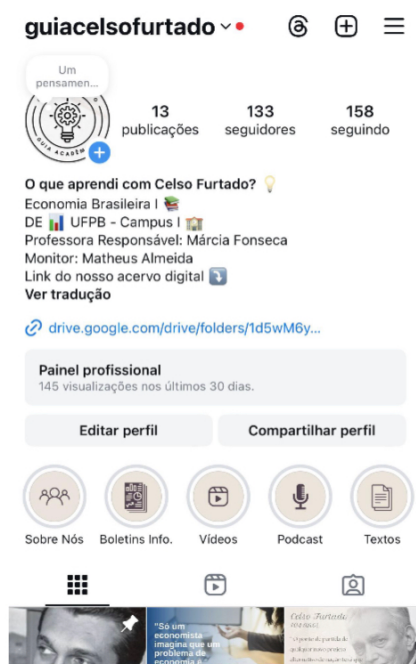 guiacelsofurtado
Um
pensamen...
GUIA ACADÊM
13
133
158
publicações
seguidores
seguindo
O que aprendi com Celso Furtado? 💡
Economia Brasileira I 📚
DE 📊 UFPB - Campus I 🏫
Professora Responsável: Márcia Fonseca
Monitor: Matheus Almeida
Link do nosso acervo digital ⤵️
Ver tradução
drive.google.com/drive/folders/1d5wM6y...
Painel profissional
145 visualizações nos últimos 30 dias.
Editar perfil
Compartilhar perfil
Sobre Nós
Boletins Info.
Vídeos
Podcast
Textos
"Só um
economista
imagina que um
problema de
economia é
Celso Furtado